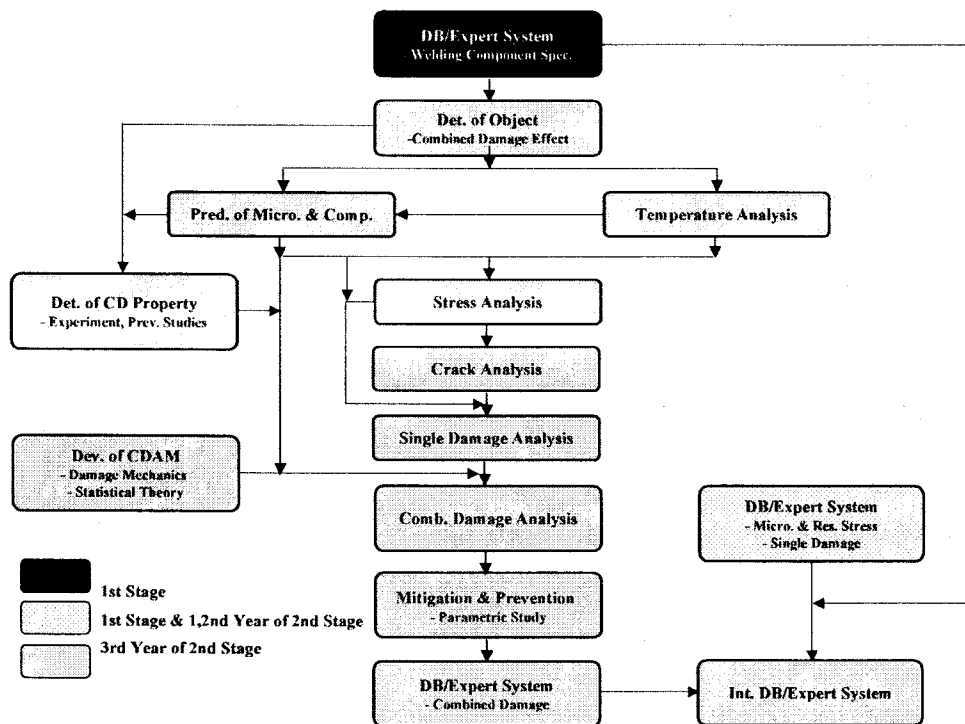 DB/Expert System
- Welding Component Spec.
Det. of Object
-Combined Damage Effect
Pred. of Micro. & Comp.
Temperature Analysis
Det. of CD Property
- Experiment, Prev. Studies
Stress Analysis
Crack Analysis
Single Damage Analysis
Dev. of CDAM
- Damage Mechanics
- Statistical Theory
Comb. Damage Analysis
DB/Expert System
- Micro. & Res. Stress
- Single Damage
Mitigation & Prevention
- Parametric Study
1st Stage
1st Stage & 1,2nd Year of 2nd Stage
3rd Year of 2nd Stage
DB/Expert System
- Combined Damage
Int. DB/Expert System